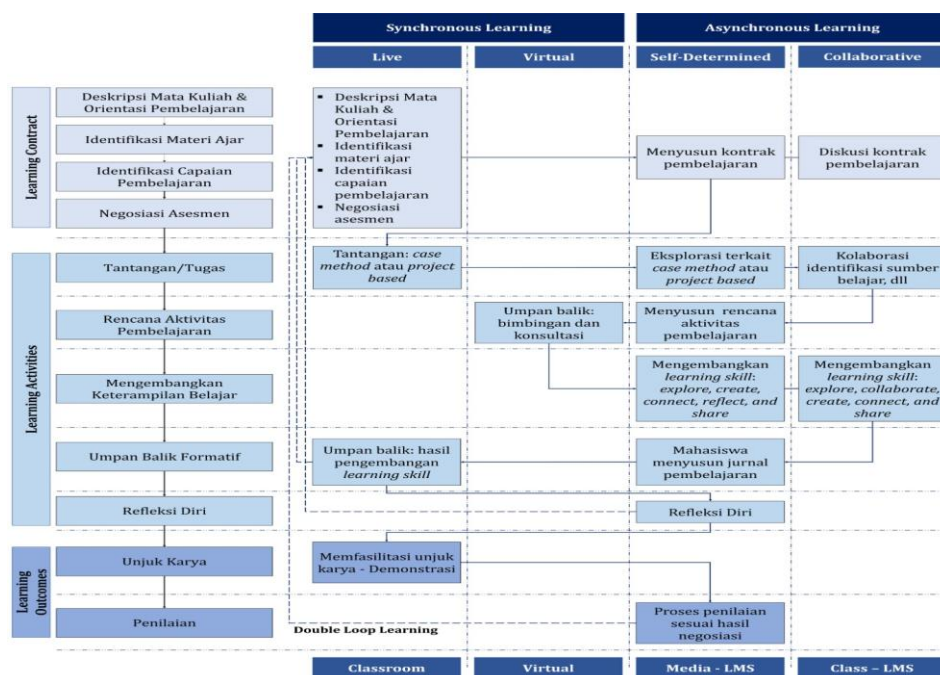 Synchronous Learning
Asynchronous Learning
Live
Virtual
Self-Determined
Collaborative
Learning Contract
Deskripsi Mata Kuliah &
Orientasi Pembelajaran
Identifikasi Materi Ajar
Identifikasi Capaian
Pembelajaran
Negosiasi Asesmen
▪ Deskripsi Mata
Kuliah &
Orientasi
Pembelajaran
▪ Identifikasi
materi ajar
▪ Identifikasi
capaian
pembelajaran
▪ Negosiasi
asesmen
Menyusun kontrak
pembelajaran
Diskusi kontrak
pembelajaran
Learning Activities
Tantangan/Tugas
Tantangan: case
method atau project
based
Eksplorasi terkait
case method atau
project based
Kolaborasi
identifikasi sumber
belajar, dll
Rencana Aktivitas
Pembelajaran
Umpan balik:
bimbingan dan
konsultasi
Menyusun rencana
aktivitas
pembelajaran
Mengembangkan
Keterampilan Belajar
Mengembangkan
learning skill:
explore, create,
connect, reflect, and
share
Mengembangkan
learning skill:
explore, collaborate,
create, connect, and
share
Umpan Balik Formatif
Umpan balik: hasil
pengembangan
learning skill
Mahasiswa
menyusun jurnal
pembelajaran
Refleksi Diri
Refleksi Diri
Learning
Outcomes
Unjuk Karya
Memfasilitasi unjuk
karya - Demonstrasi
Penilaian
Proses penilaian
sesuai hasil
negosiasi
Double Loop Learning
Classroom
Virtual
Media - LMS
Class – LMS